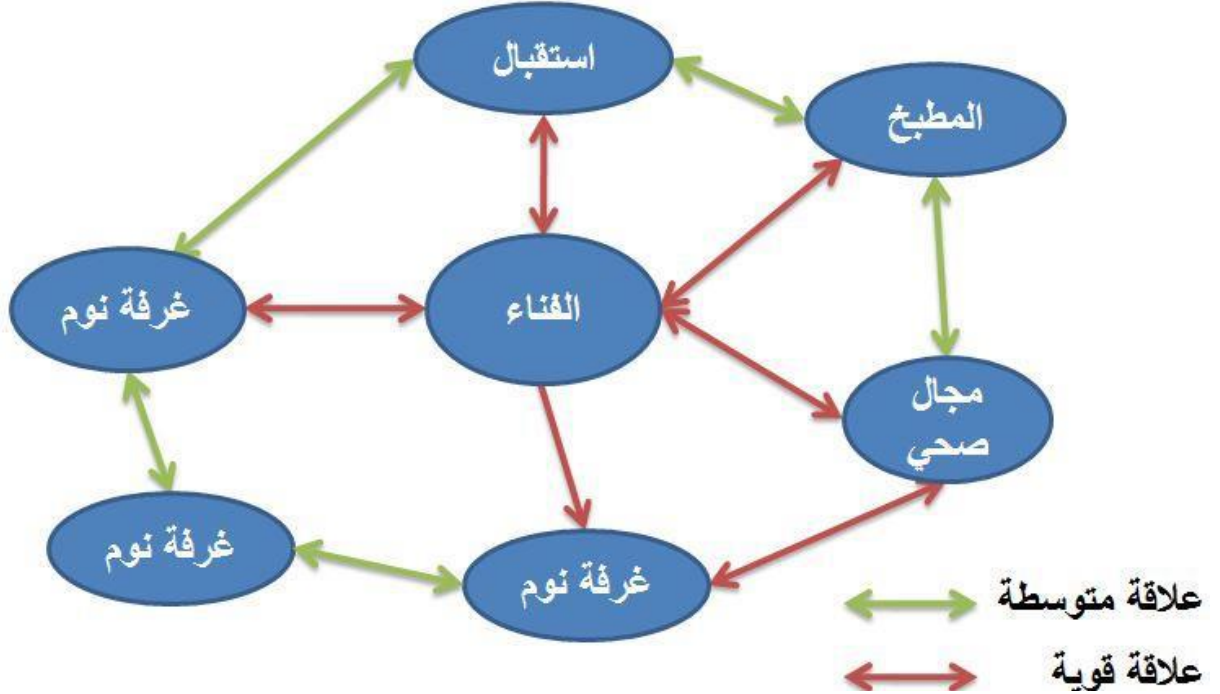 استقبال
المطبخ
غرفة نوم
الفناء
مجال
صحي
غرفة نوم
غرفة نوم
علاقة متوسطة
علاقة قوية